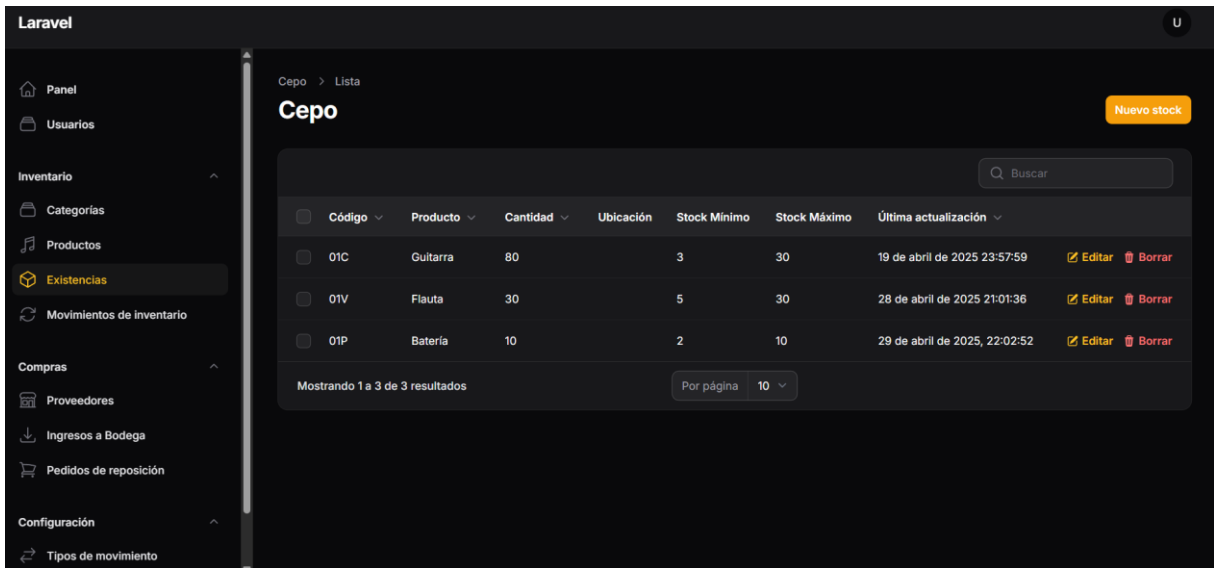 Laravel
U
Panel
Usuarios
Inventario
Categorías
Productos
Existencias
Movimientos de inventario
Compras
Proveedores
Ingresos a Bodega
Pedidos de reposición
Configuración
Tipos de movimiento
Cepo > Lista
Cepo
Nuevo stock
Buscar
Código Producto Cantidad Ubicación Stock Mínimo Stock Máximo Última actualización
01C Guitarra 80 3 30 19 de abril de 2025 23:57:59 Editar Borrar
01V Flauta 30 5 30 28 de abril de 2025 21:01:36 Editar Borrar
01P Batería 10 2 10 29 de abril de 2025, 22:02:52 Editar Borrar
Mostrando 1 a 3 de 3 resultados
Por página 10